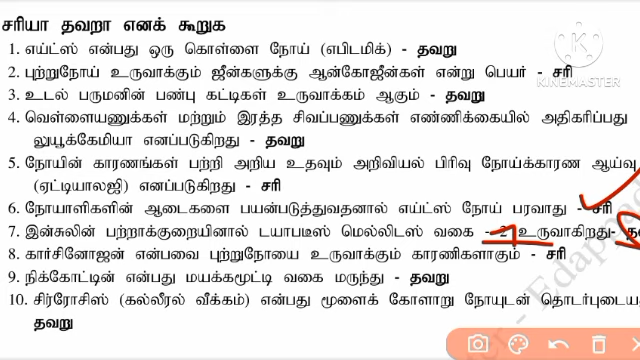 சரியா தவறா எனக் கூறுக
1. எய்ட்ஸ் என்பது ஒரு கொள்ளை நோய் (எபிடமிக்) - தவறு
2. புற்றுநோய் உருவாக்கும் ஜீன்களுக்கு ஆன்கோஜீன்கள் என்று பெயர் - சரி
3. உடல் பருமனின் பண்பு கட்டிகள் உருவாக்கம் ஆகும் - தவறு
4. வெள்ளையணுக்கள் மற்றும் இரத்த சிவப்பணுக்கள் எண்ணிக்கையில் அதிகரிப்பது
லுயூக்கேமியா எனப்படுகிறது - தவறு
5. நோயின் காரணங்கள் பற்றி அறிய உதவும் அறிவியல் பிரிவு நோய்க்காரண ஆய்வு
(ஏட்டியாலஜி) எனப்படுகிறது - சரி
6. நோயாளிகளின் ஆடைகளை பயன்படுத்துவதனால் எய்ட்ஸ் நோய் பரவாது - சரி
7. இன்சுலின் பற்றாக்குறையினால் டயாபடீஸ் மெல்லிடஸ் வகை - 2 உருவாகிறது-
8. கார்சினோஜன் என்பவை புற்றுநோயை உருவாக்கும் காரணிகளாகும் - சரி
9. நிக்கோட்டின் என்பது மயக்கமூட்டி வகை மருந்து - தவறு
10. சிர்ரோசிஸ் (கல்லீரல் வீக்கம்) என்பது மூளைக் கோளாறு நோயுடன்
தவறு
KINEMASTER